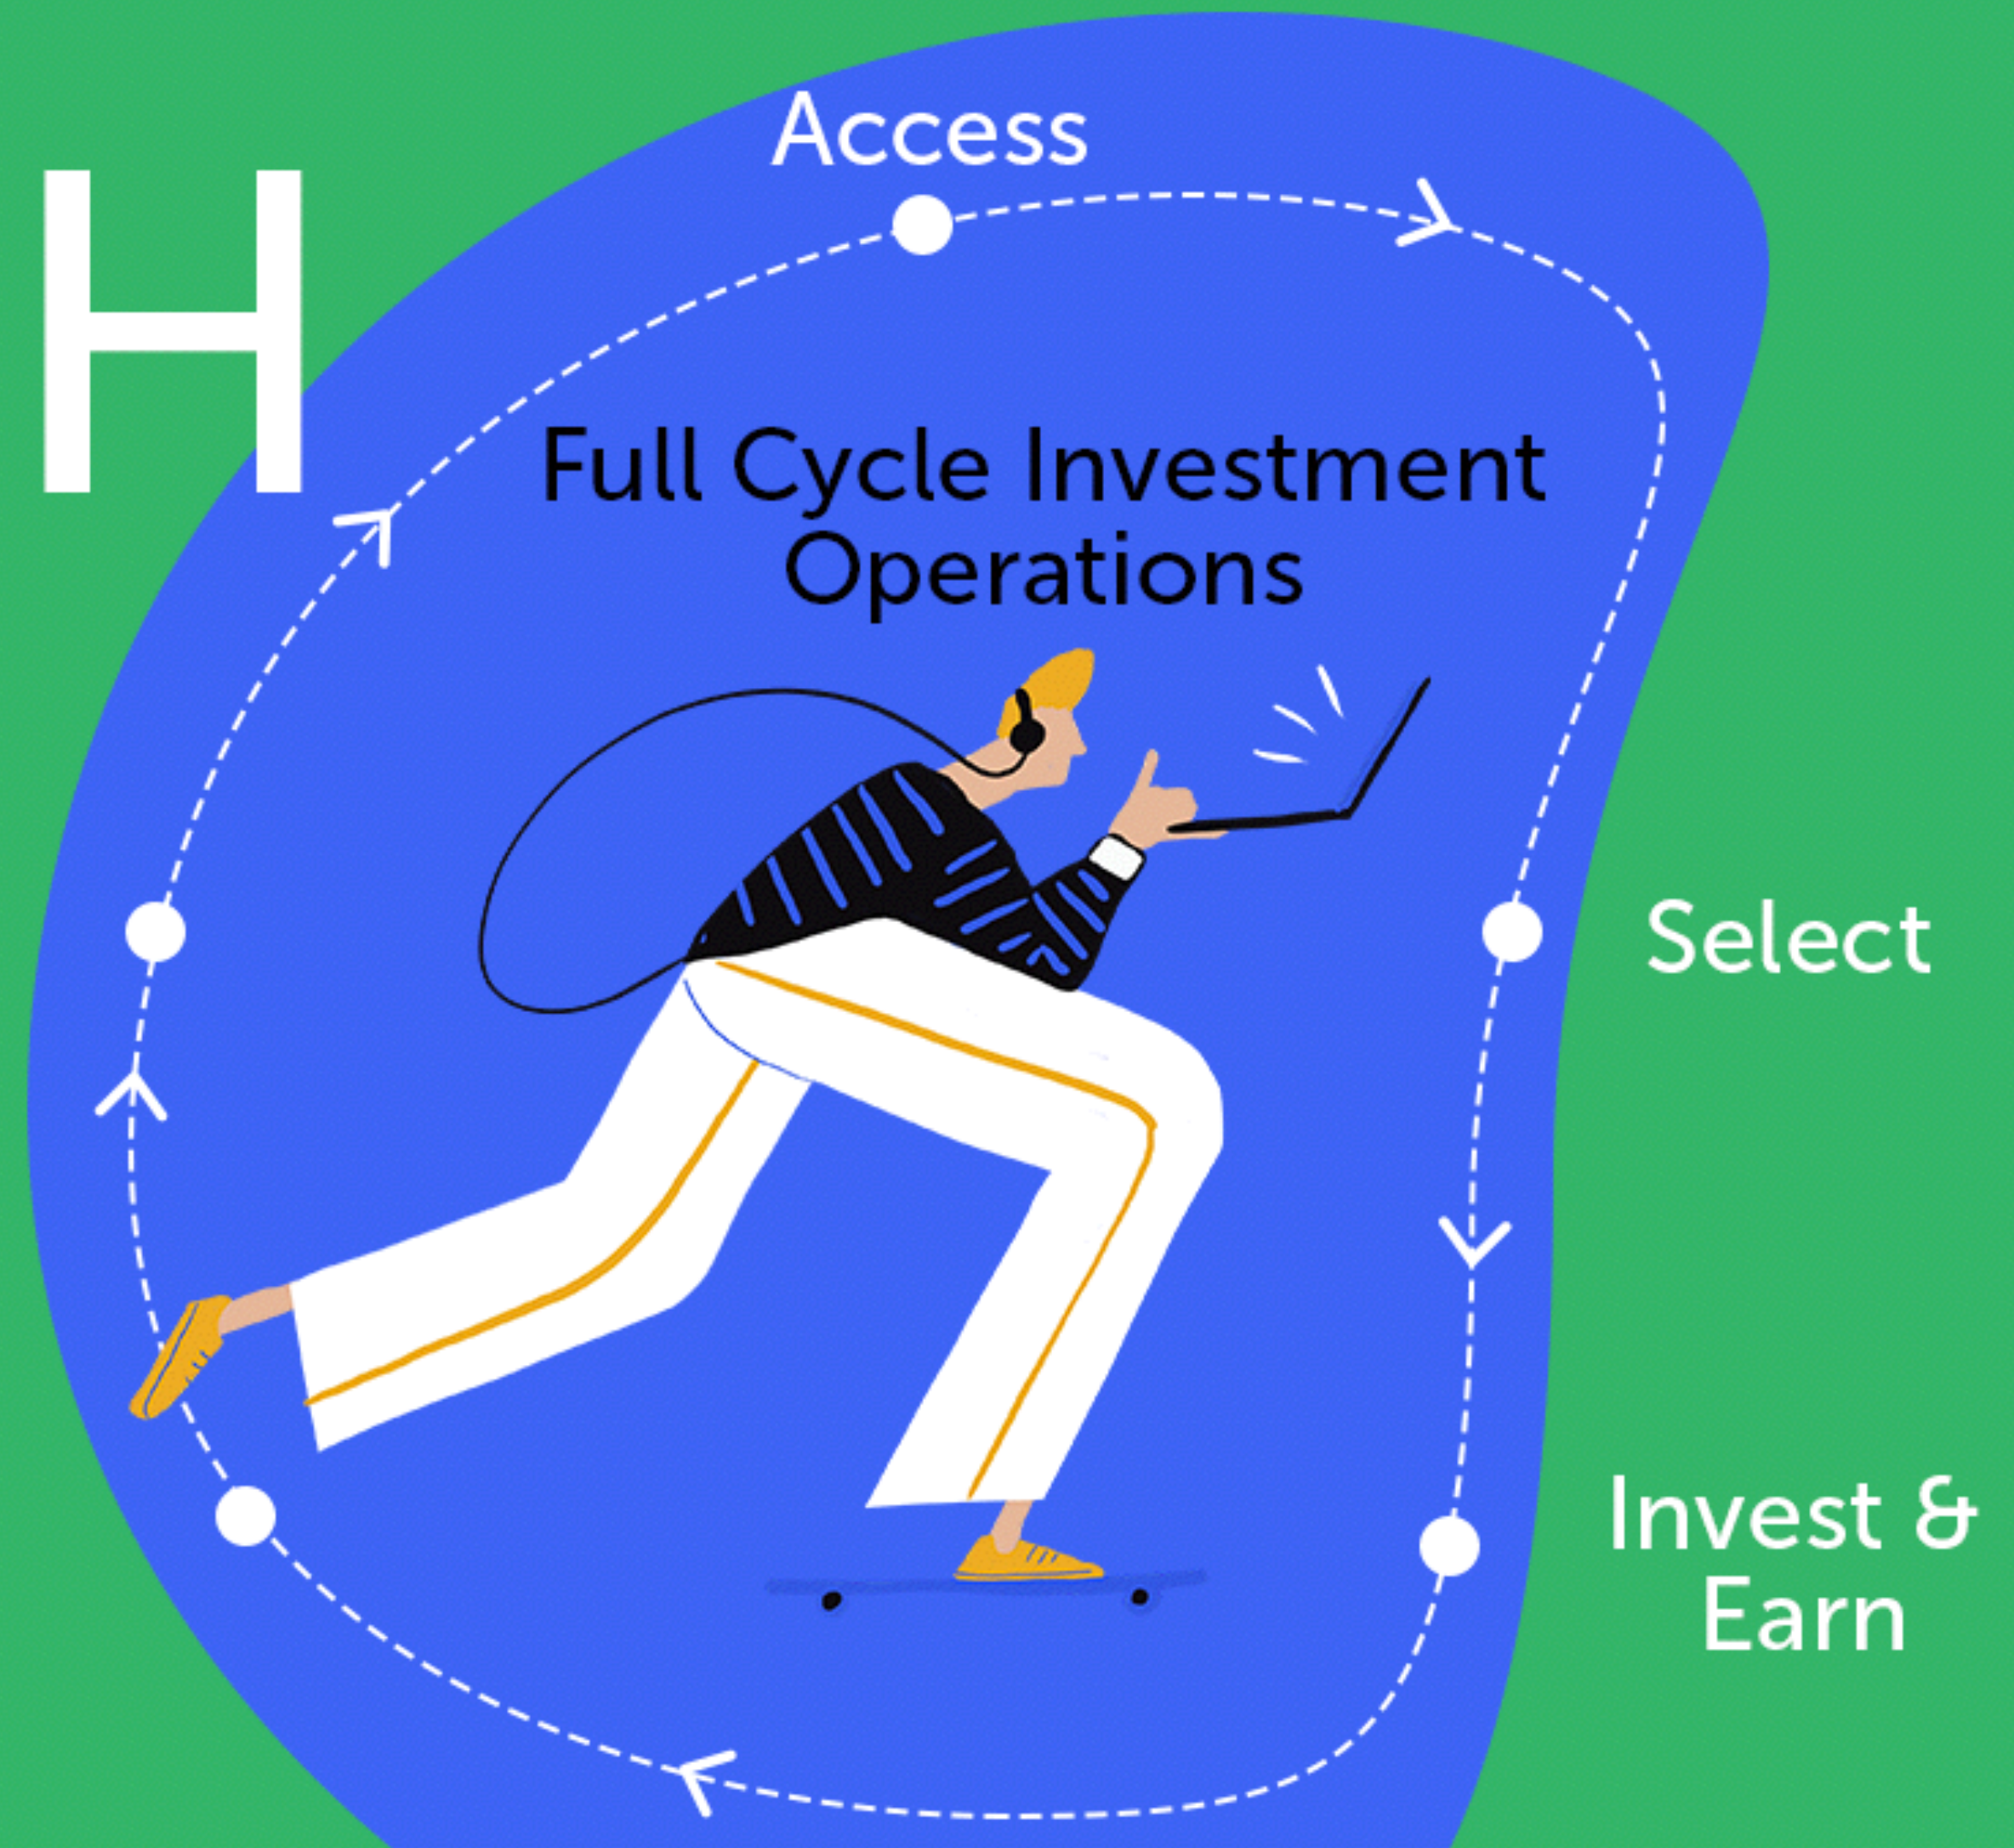 Access
H
Full Cycle Investment
Operations
Select
Invest &
Earn